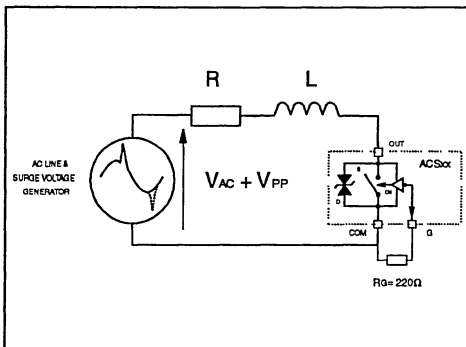 R
L
OUT
ACSxx
AC LINE &
SURGE VOLTAGE
GENERATOR
VAC + VPP
S
D
ON
COM
G
RG= 220Ω